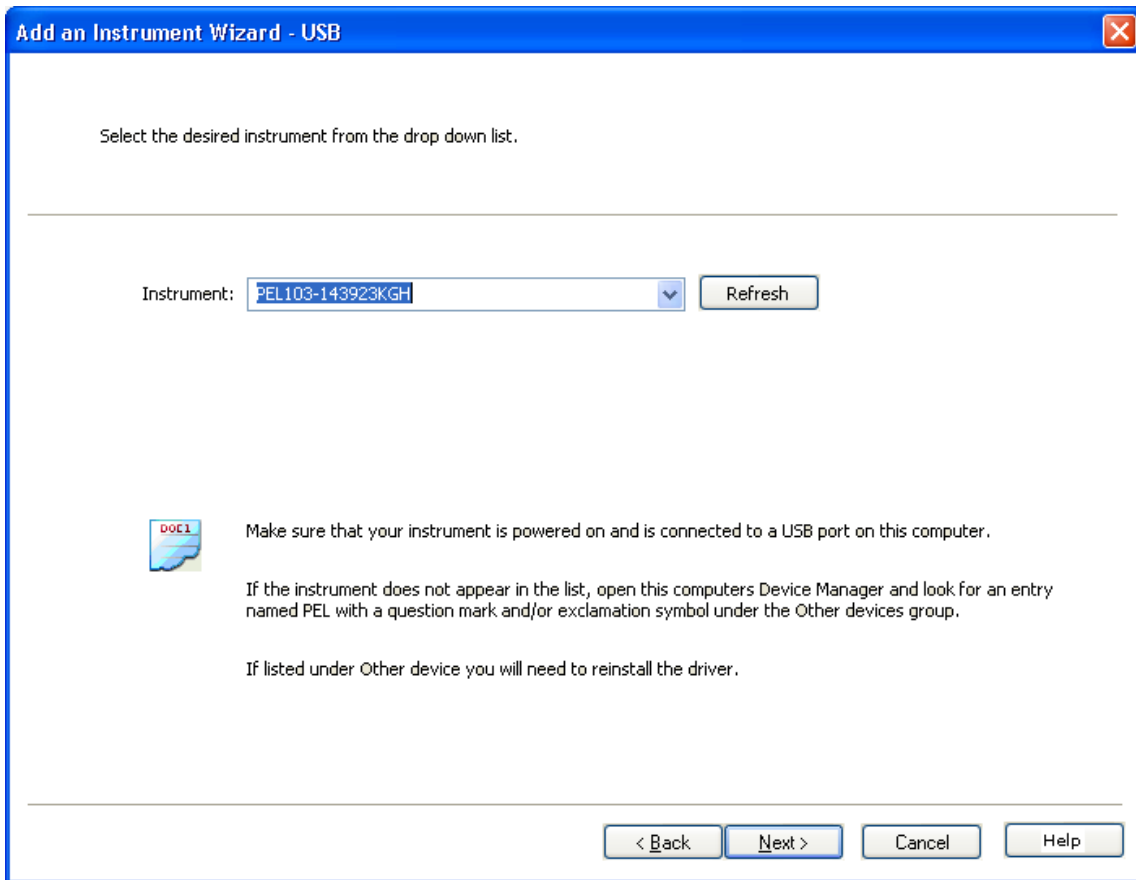 Add an Instrument Wizard - USB
Select the desired instrument from the drop down list.
Instrument: PEL103-143923KGH Refresh
DOC1
Make sure that your instrument is powered on and is connected to a USB port on this computer.
If the instrument does not appear in the list, open this computers Device Manager and look for an entry
named PEL with a question mark and/or exclamation symbol under the Other devices group.
If listed under Other device you will need to reinstall the driver.
< Back Next > Cancel Help